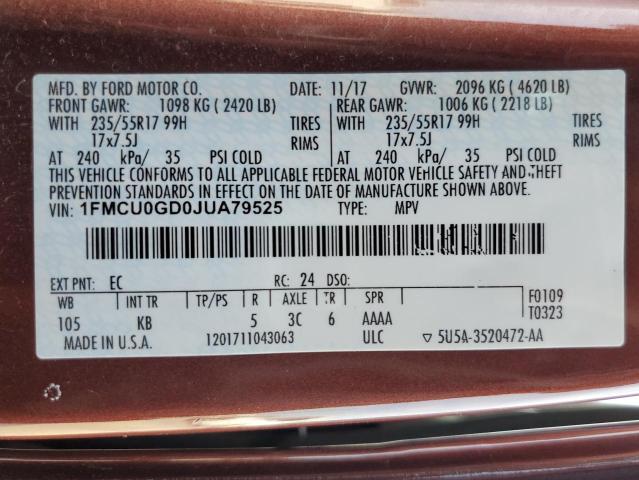 MFD. BY FORD MOTOR CO. DATE: 11/17 GVWR: 2096 KG ( 4620 LB)
FRONT GAWR: 1098 KG ( 2420 LB) REAR GAWR: 1006 KG ( 2218 LB)
WITH 235/55R17 99H TIRES WITH 235/55R17 99H TIRES
17x7.5J RIMS 17x7.5J RIMS
AT 240 kPa/ 35 PSI COLD AT 240 kPa/ 35 PSI COLD
THIS VEHICLE CONFORMS TO ALL APPLICABLE FEDERAL MOTOR VEHICLE SAFETY AND THEFT
PREVENTION STANDARDS IN EFFECT ON THE DATE OF MANUFACTURE SHOWN ABOVE.
VIN: 1FMCU0GD0JUA79525 TYPE: MPV
EXT PNT: EC RC: 24 DSO:
WB INT TR TP/PS R AXLE TR SPR F0109
105 KB 5 3C 6 AAAA T0323
MADE IN U.S.A. 1201711043063 ULC ▽ 5U5A-3520472-AA